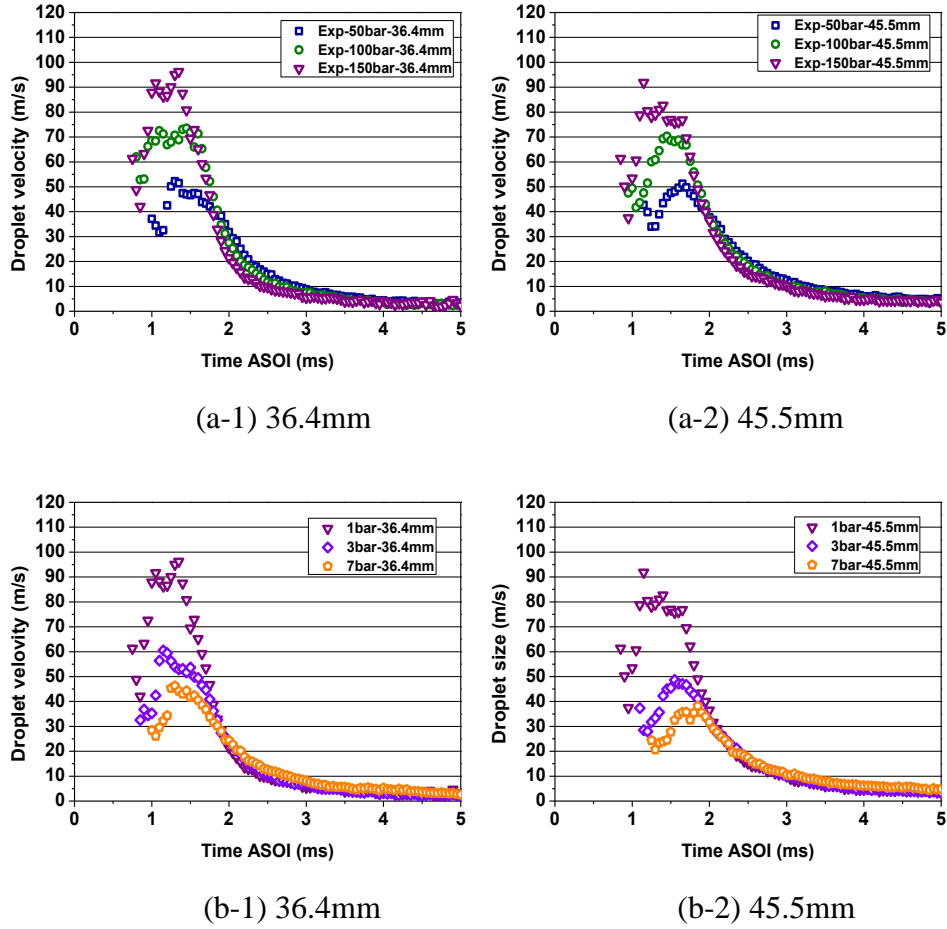 120
110
100
90
80
70
60
50
40
30
20
10
0
Droplet velocity (m/s)
Exp-50bar-36.4mm
Exp-100bar-36.4mm
Exp-150bar-36.4mm
0 1 2 3 4 5
Time ASOI (ms)
(a-1) 36.4mm
120
110
100
90
80
70
60
50
40
30
20
10
0
Droplet velocity (m/s)
Exp-50bar-45.5mm
Exp-100bar-45.5mm
Exp-150bar-45.5mm
0 1 2 3 4 5
Time ASOI (ms)
(a-2) 45.5mm
120
110
100
90
80
70
60
50
40
30
20
10
0
Droplet velovity (m/s)
1bar-36.4mm
3bar-36.4mm
7bar-36.4mm
0 1 2 3 4 5
Time ASOI (ms)
(b-1) 36.4mm
120
110
100
90
80
70
60
50
40
30
20
10
0
Droplet size (m/s)
1bar-45.5mm
3bar-45.5mm
7bar-45.5mm
0 1 2 3 4 5
Time ASOI (ms)
(b-2) 45.5mm